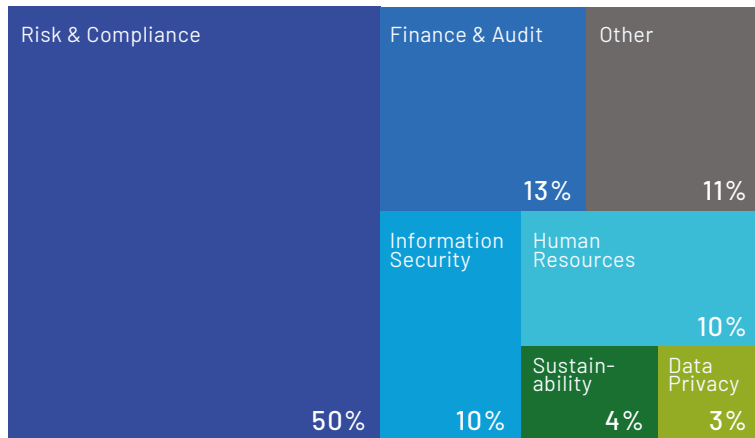 Risk & Compliance
50%
Finance & Audit
13%
Other
11%
Information
Security
10%
Human
Resources
10%
Sustain-
ability
4%
Data
Privacy
3%